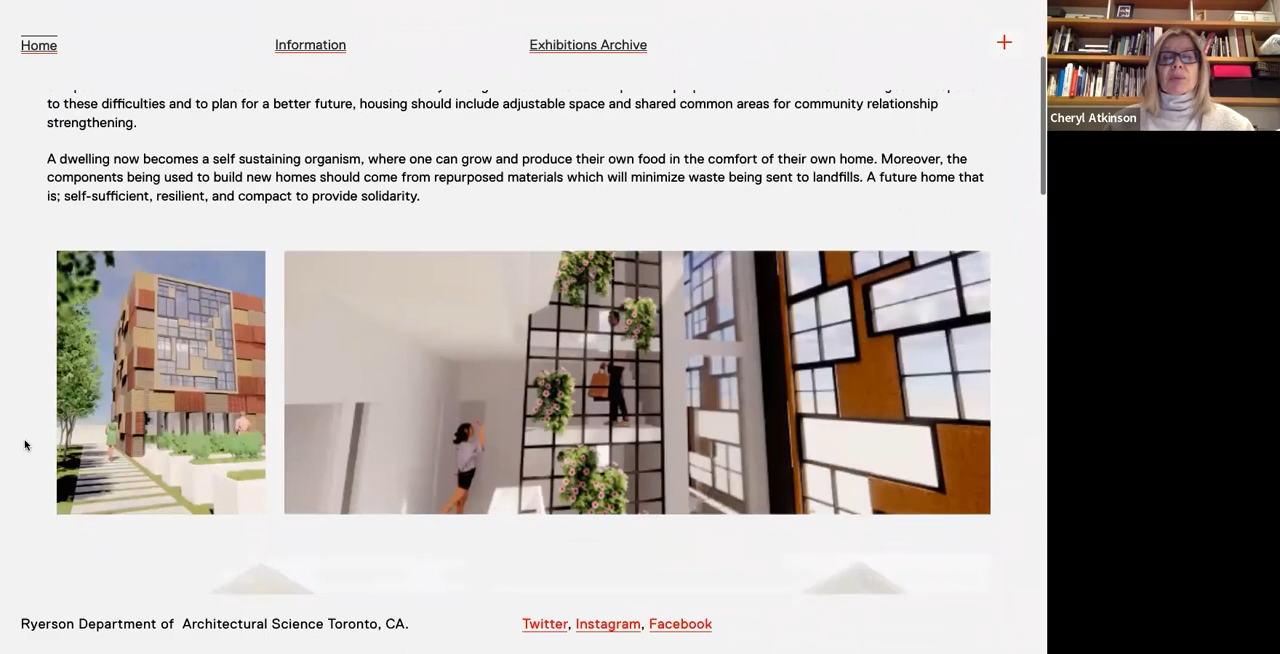 Home Information Exhibitions Archive
Cheryl Atkinson
to these difficulties and to plan for a better future, housing should include adjustable space and shared common areas for community relationship
strengthening.
A dwelling now becomes a self sustaining organism, where one can grow and produce their own food in the comfort of their own home. Moreover, the
components being used to build new homes should come from repurposed materials which will minimize waste being sent to landfills. A future home that
is; self-sufficient, resilient, and compact to provide solidarity.
Ryerson Department of Architectural Science Toronto, CA. Twitter, Instagram, Facebook